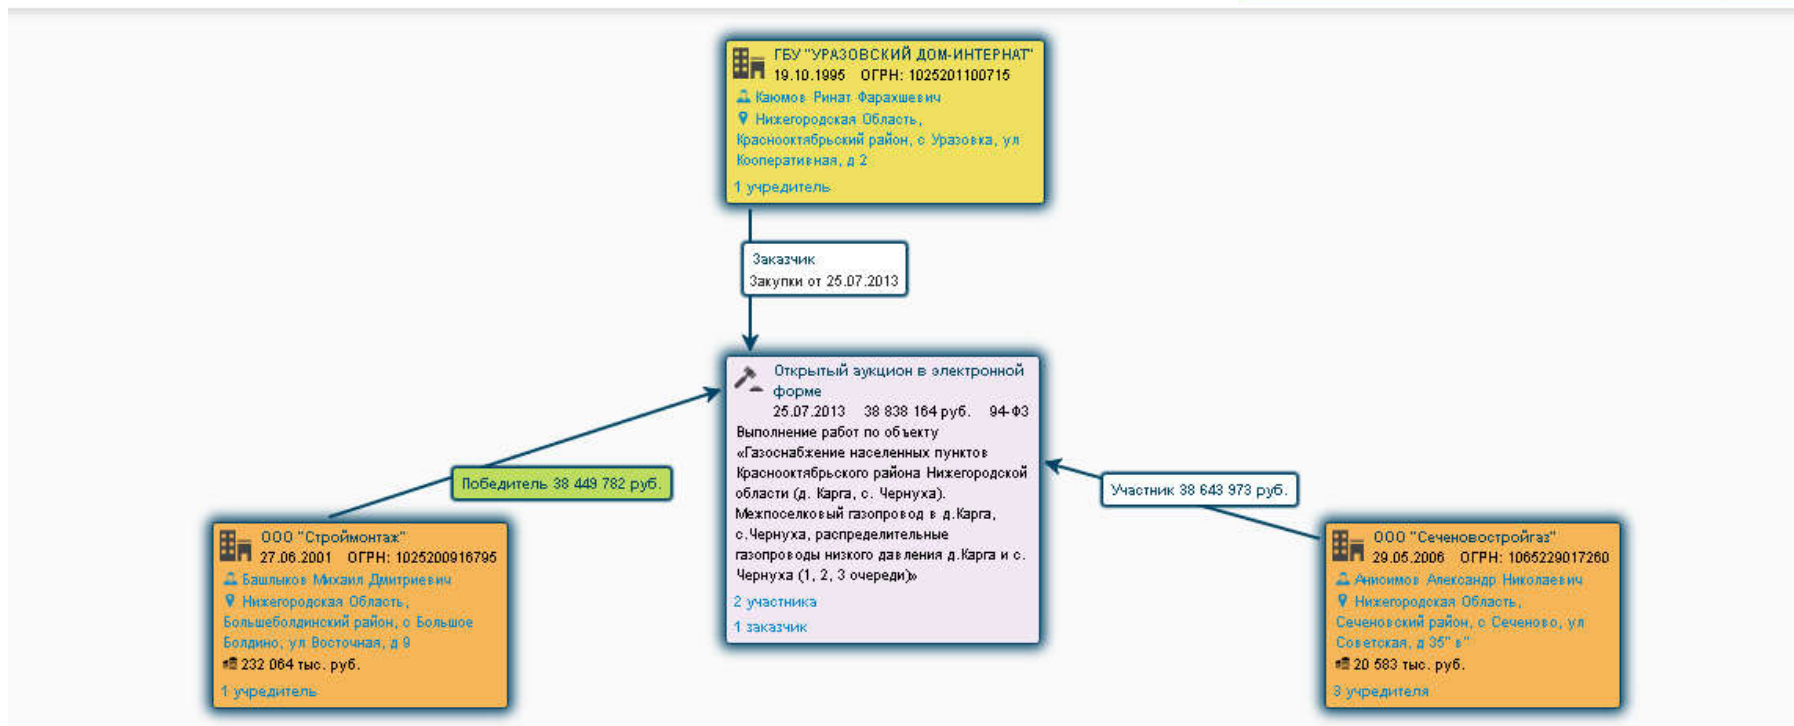 ГБУ "УРАЗОВСКИЙ ДОМ-ИНТЕРНАТ"
19.10.1995 ОГРН: 1025201100715
Каюмов Ринат Фарахшевич
Нижегородская Область,
Краснооктябрьский район, с Уразовка, ул
Кооперативная, д 2
1 учредитель
Заказчик
Закупки от 25.07.2013
Открытый аукцион в электронной
форме
25.07.2013 38 838 164 руб. 94-ФЗ
Выполнение работ по объекту
«Газоснабжение населенных пунктов
Краснооктябрьского района Нижегородской
области (д. Карга, с. Чернуха).
Межпоселковый газопровод в д.Карга,
с.Чернуха, распределительные
газопроводы низкого давления д.Карга и с.
Чернуха (1, 2, 3 очереди)»
2 участника
1 заказчик
Победитель 38 449 782 руб.
Участник 38 643 973 руб.
ООО "Строймонтаж"
27.06.2001 ОГРН: 1025200916795
Башлыков Михаил Дмитриевич
Нижегородская Область,
Большеболдинский район, с Большое
Болдино, ул Восточная, д 9
232 064 тыс. руб.
1 учредитель
ООО "Сеченовостройгаз"
29.05.2006 ОГРН: 1065229017260
Анисимов Александр Николаевич
Нижегородская Область,
Сеченовский район, с Сеченово, ул
Советская, д 35" в"
20 583 тыс. руб.
3 учредителя